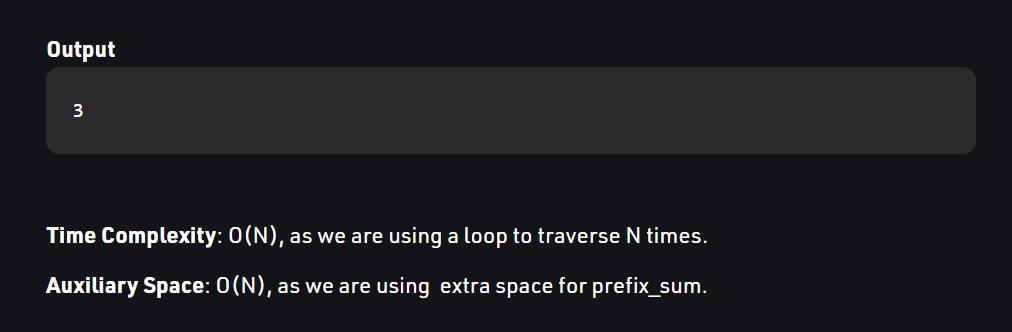 Output
3
Time Complexity: O(N), as we are using a loop to traverse N times.
Auxiliary Space: O(N), as we are using  extra space for prefix_sum.